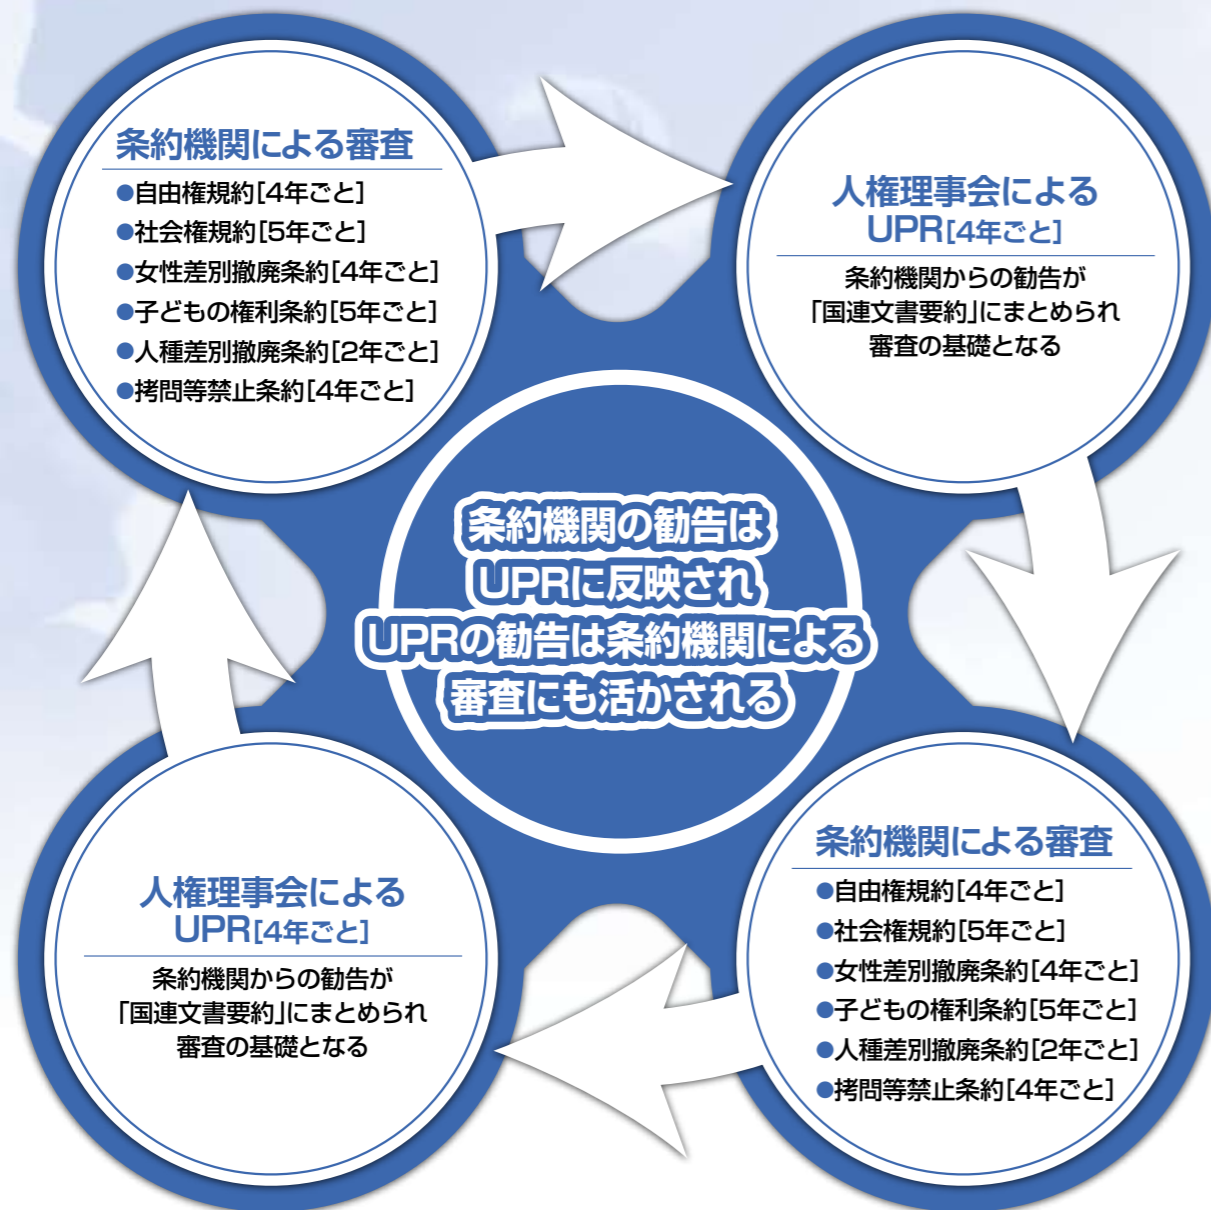 条約機関による審査
●自由権規約[4年ごと]
●社会権規約[5年ごと]
●女性差別撤廃条約[4年ごと]
●子どもの権利条約[5年ごと]
●人種差別撤廃条約[2年ごと]
●拷問等禁止条約[4年ごと]
人権理事会による
UPR[4年ごと]
条約機関からの勧告が
「国連文書要約」にまとめられ
審査の基礎となる
条約機関の勧告は
UPRに反映され
UPRの勧告は条約機関による
審査にも活かされる
人権理事会による
UPR[4年ごと]
条約機関からの勧告が
「国連文書要約」にまとめられ
審査の基礎となる
条約機関による審査
●自由権規約[4年ごと]
●社会権規約[5年ごと]
●女性差別撤廃条約[4年ごと]
●子どもの権利条約[5年ごと]
●人種差別撤廃条約[2年ごと]
●拷問等禁止条約[4年ごと]